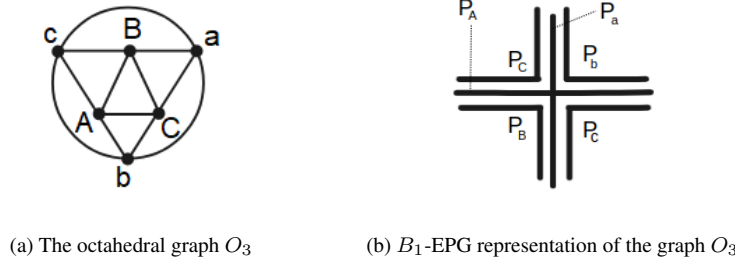 c B a
A C
b
P_A P_a
P_C P_b
P_B P_C
(a) The octahedral graph O_3
(b) B_1-EPG representation of the graph O_3